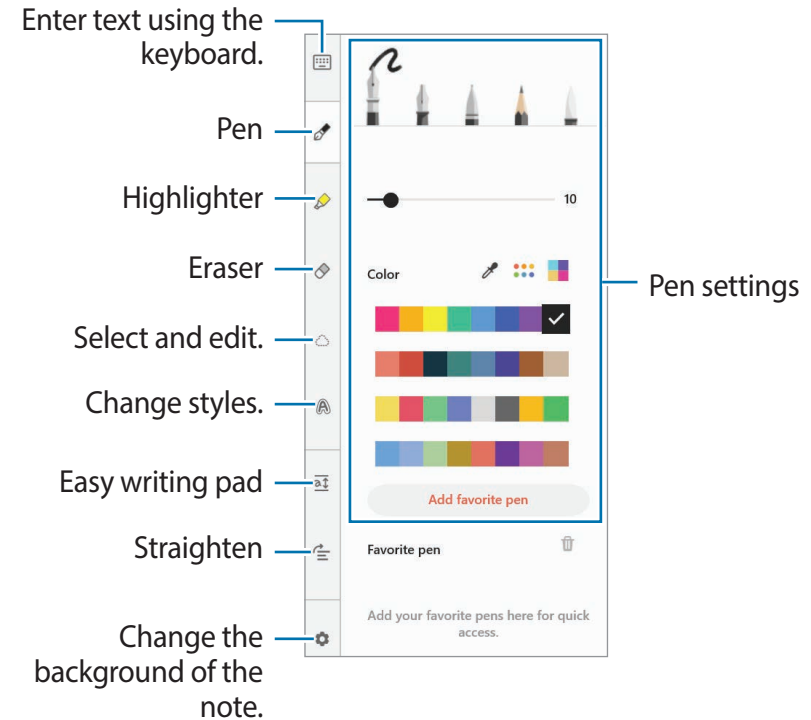 Enter text using the
keyboard.
Pen
Highlighter
Eraser
Select and edit.
Change styles.
Easy writing pad
Straighten
Change the
background of the
note.
10
Color
Add favorite pen
Favorite pen
Add your favorite pens here for quick
access.
Pen settings